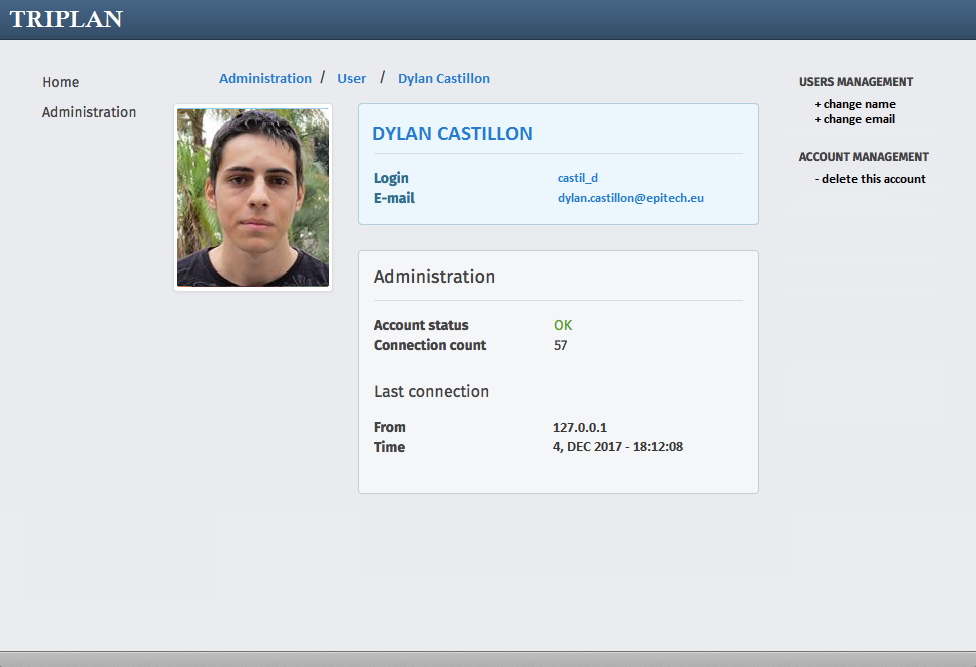 TRIPLAN
Home
Administration
Administration / User / Dylan Castillon
DYLAN CASTILLON
Login castil_d
E-mail dylan.castillon@epitech.eu
Administration
Account status OK
Connection count 57
Last connection
From 127.0.0.1
Time 4, DEC 2017 - 18:12:08
USERS MANAGEMENT
+ change name
+ change email
ACCOUNT MANAGEMENT
- delete this account